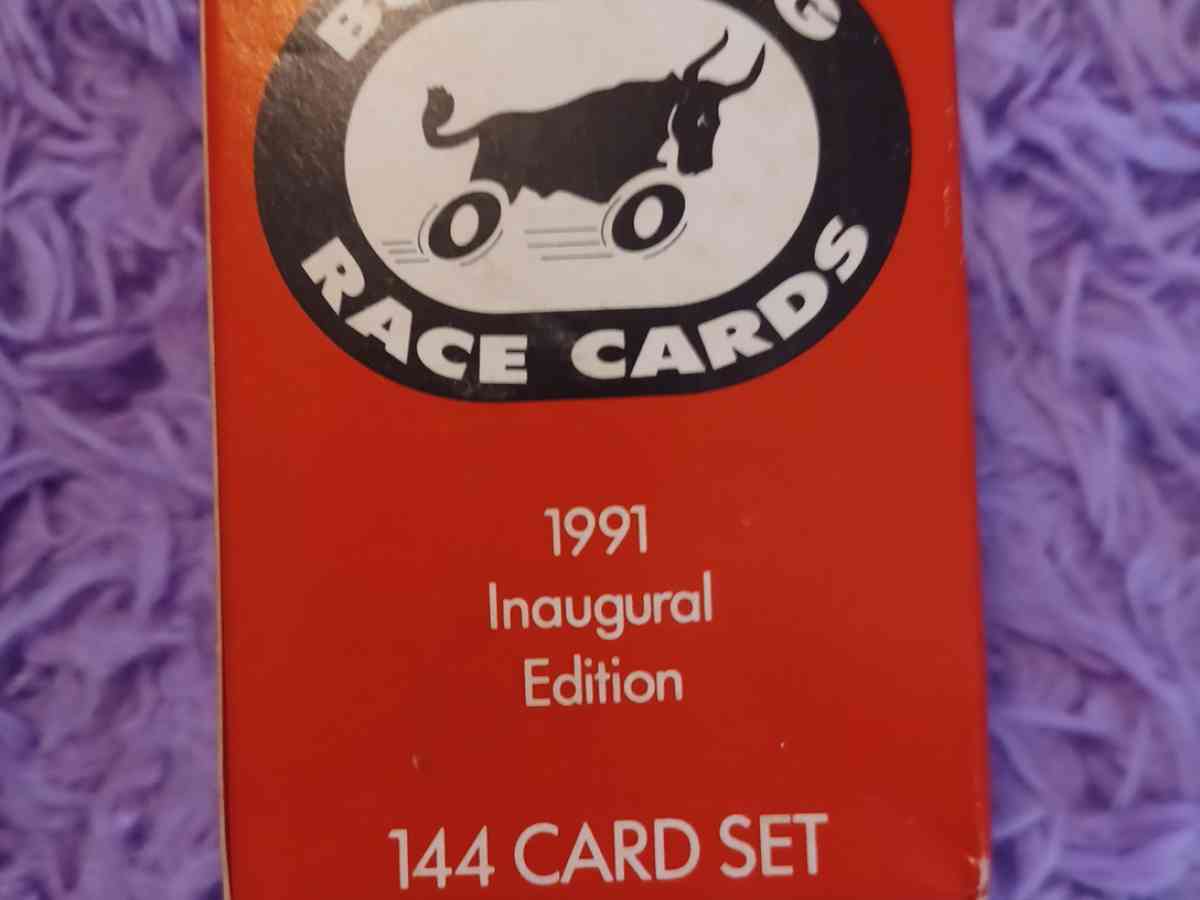 RACE CARDS
1991
Inaugural
Edition
144 CARD SET